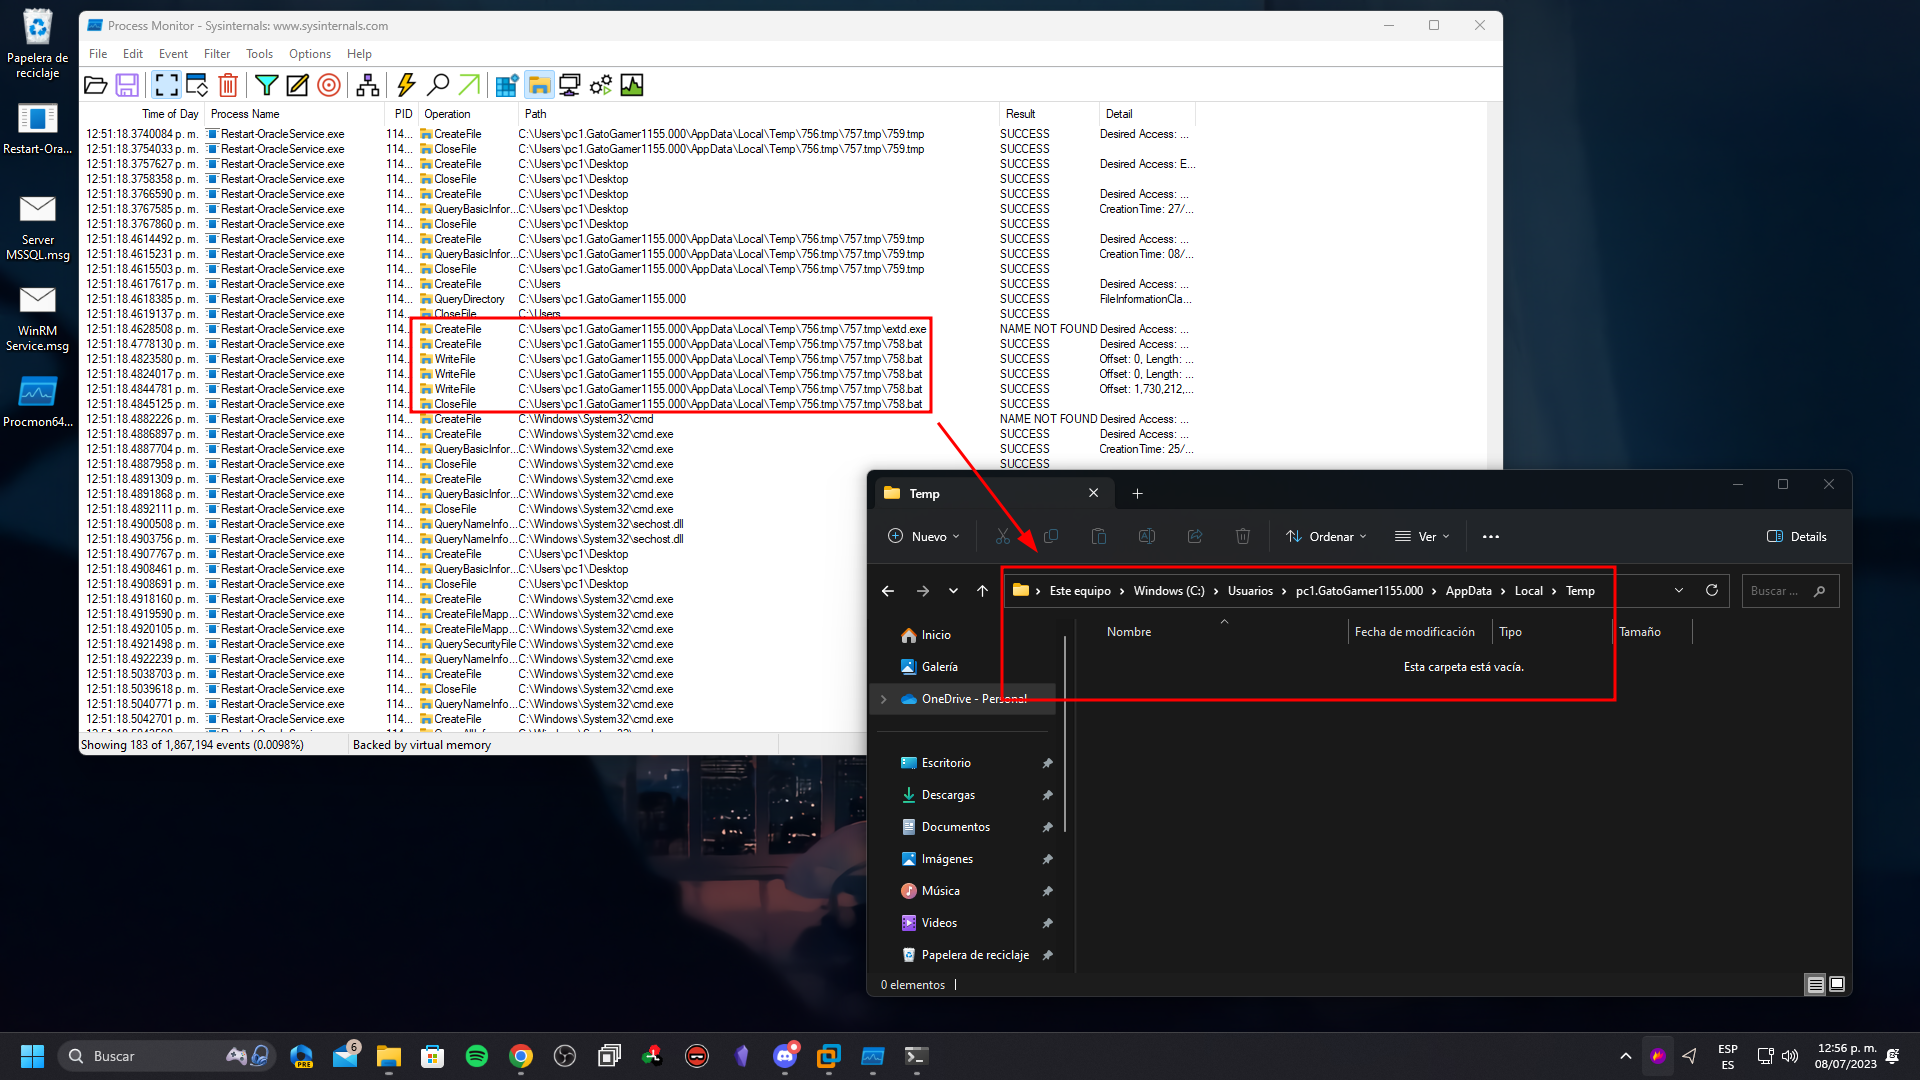 Papelera de
reciclaje
Restart-Ora...
Server
MSSQL.msg
WinRM
Service.msg
Procmon64...
Process Monitor - Sysinternals: www.sysinternals.com
File Edit Event Filter Tools Options Help
Time of Day Process Name PID Operation Path Result Detail
12:51:18.3740084 p. m. Restart-OracleService.exe 114... CreateFile C:\Users\pc1.GatoGamer1155.000\AppData\Local\Temp\756.tmp\757.tmp\759.tmp SUCCESS Desired Access: ...
12:51:18.3754033 p. m. Restart-OracleService.exe 114... CloseFile C:\Users\pc1.GatoGamer1155.000\AppData\Local\Temp\756.tmp\757.tmp\759.tmp SUCCESS
12:51:18.3757627 p. m. Restart-OracleService.exe 114... CreateFile C:\Users\pc1\Desktop SUCCESS Desired Access: E...
12:51:18.3758358 p. m. Restart-OracleService.exe 114... CloseFile C:\Users\pc1\Desktop SUCCESS
12:51:18.3766590 p. m. Restart-OracleService.exe 114... CreateFile C:\Users\pc1\Desktop SUCCESS Desired Access: ...
12:51:18.3767585 p. m. Restart-OracleService.exe 114... QueryBasicInfor... C:\Users\pc1\Desktop SUCCESS CreationTime: 27/...
12:51:18.3767860 p. m. Restart-OracleService.exe 114... CloseFile C:\Users\pc1\Desktop SUCCESS
12:51:18.4614492 p. m. Restart-OracleService.exe 114... CreateFile C:\Users\pc1.GatoGamer1155.000\AppData\Local\Temp\756.tmp\757.tmp\759.tmp SUCCESS Desired Access: ...
12:51:18.4615231 p. m. Restart-OracleService.exe 114... QueryBasicInfor... C:\Users\pc1.GatoGamer1155.000\AppData\Local\Temp\756.tmp\757.tmp\759.tmp SUCCESS CreationTime: 08/...
12:51:18.4615503 p. m. Restart-OracleService.exe 114... CloseFile C:\Users\pc1.GatoGamer1155.000\AppData\Local\Temp\756.tmp\757.tmp\759.tmp SUCCESS
12:51:18.4617617 p. m. Restart-OracleService.exe 114... CreateFile C:\Users SUCCESS Desired Access: ...
12:51:18.4618385 p. m. Restart-OracleService.exe 114... QueryDirectory C:\Users\pc1.GatoGamer1155.000 SUCCESS FileInformationCla...
12:51:18.4619137 p. m. Restart-OracleService.exe 114... CloseFile C:\Users SUCCESS
12:51:18.4628508 p. m. Restart-OracleService.exe 114... CreateFile C:\Users\pc1.GatoGamer1155.000\AppData\Local\Temp\756.tmp\757.tmp\extd.exe NAME NOT FOUND Desired Access: ...
12:51:18.4778130 p. m. Restart-OracleService.exe 114... CreateFile C:\Users\pc1.GatoGamer1155.000\AppData\Local\Temp\756.tmp\757.tmp\758.bat SUCCESS Desired Access: ...
12:51:18.4823580 p. m. Restart-OracleService.exe 114... WriteFile C:\Users\pc1.GatoGamer1155.000\AppData\Local\Temp\756.tmp\757.tmp\758.bat SUCCESS Offset: 0, Length: ...
12:51:18.4824017 p. m. Restart-OracleService.exe 114... WriteFile C:\Users\pc1.GatoGamer1155.000\AppData\Local\Temp\756.tmp\757.tmp\758.bat SUCCESS Offset: 0, Length: ...
12:51:18.4844781 p. m. Restart-OracleService.exe 114... WriteFile C:\Users\pc1.GatoGamer1155.000\AppData\Local\Temp\756.tmp\757.tmp\758.bat SUCCESS Offset: 1,730,212,...
12:51:18.4845125 p. m. Restart-OracleService.exe 114... CloseFile C:\Users\pc1.GatoGamer1155.000\AppData\Local\Temp\756.tmp\757.tmp\758.bat SUCCESS
12:51:18.4882226 p. m. Restart-OracleService.exe 114... CreateFile C:\Windows\System32\cmd NAME NOT FOUND Desired Access: ...
12:51:18.4886897 p. m. Restart-OracleService.exe 114... CreateFile C:\Windows\System32\cmd.exe SUCCESS Desired Access: ...
12:51:18.4887704 p. m. Restart-OracleService.exe 114... QueryBasicInfor... C:\Windows\System32\cmd.exe SUCCESS CreationTime: 25/...
12:51:18.4887958 p. m. Restart-OracleService.exe 114... CloseFile C:\Windows\System32\cmd.exe SUCCESS
12:51:18.4891309 p. m. Restart-OracleService.exe 114... CreateFile C:\Windows\System32\cmd.exe
12:51:18.4891868 p. m. Restart-OracleService.exe 114... QueryBasicInfor... C:\Windows\System32\cmd.exe
12:51:18.4892111 p. m. Restart-OracleService.exe 114... CloseFile C:\Windows\System32\cmd.exe
12:51:18.4900508 p. m. Restart-OracleService.exe 114... QueryNameInfo... C:\Windows\System32\sechost.dll
12:51:18.4903756 p. m. Restart-OracleService.exe 114... QueryNameInfo... C:\Windows\System32\sechost.dll
12:51:18.4907767 p. m. Restart-OracleService.exe 114... CreateFile C:\Users\pc1\Desktop
12:51:18.4908461 p. m. Restart-OracleService.exe 114... QueryBasicInfor... C:\Users\pc1\Desktop
12:51:18.4908691 p. m. Restart-OracleService.exe 114... CloseFile C:\Users\pc1\Desktop
12:51:18.4918160 p. m. Restart-OracleService.exe 114... CreateFile C:\Windows\System32\cmd.exe
12:51:18.4919590 p. m. Restart-OracleService.exe 114... CreateFileMapp... C:\Windows\System32\cmd.exe
12:51:18.4920105 p. m. Restart-OracleService.exe 114... CreateFileMapp... C:\Windows\System32\cmd.exe
12:51:18.4921498 p. m. Restart-OracleService.exe 114... QuerySecurityFile C:\Windows\System32\cmd.exe
12:51:18.4922239 p. m. Restart-OracleService.exe 114... QueryNameInfo... C:\Windows\System32\cmd.exe
12:51:18.5038703 p. m. Restart-OracleService.exe 114... CreateFile C:\Windows\System32\cmd.exe
12:51:18.5039618 p. m. Restart-OracleService.exe 114... CloseFile C:\Windows\System32\cmd.exe
12:51:18.5040771 p. m. Restart-OracleService.exe 114... QueryNameInfo... C:\Windows\System32\cmd.exe
12:51:18.5042701 p. m. Restart-OracleService.exe 114... CreateFile C:\Windows\System32\cmd.exe
Showing 183 of 1,867,194 events (0.0098%) Backed by virtual memory
Temp
Nuevo Ordenar Ver Details
Este equipo Windows (C:) Usuarios pc1.GatoGamer1155.000 AppData Local Temp Buscar ...
Nombre Fecha de modificación Tipo Tamaño
Esta carpeta está vacía.
Inicio
Galería
OneDrive - Personal
Escritorio
Descargas
Documentos
Imágenes
Música
Videos
Papelera de reciclaje
0 elementos
Buscar
PRE
6
ESP
ES
12:56 p. m.
08/07/2023